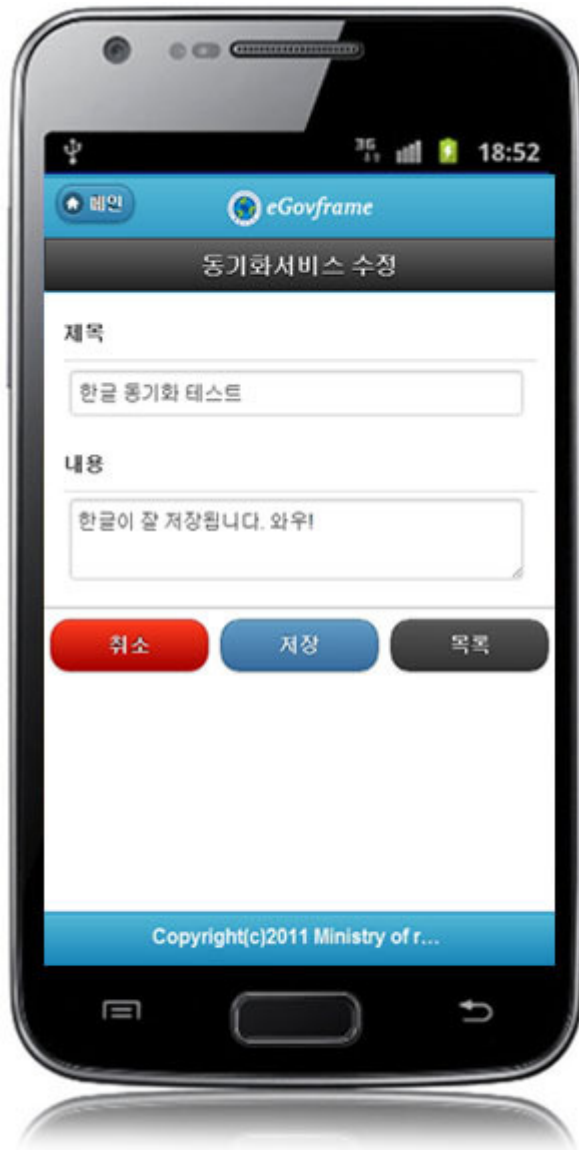 3G 18:52
메인 eGovframe
동기화서비스 수정
제목
한글 동기화 테스트
내용
한글이 잘 저장됩니다. 와우!
취소 저장 목록
Copyright(c)2011 Ministry of r...